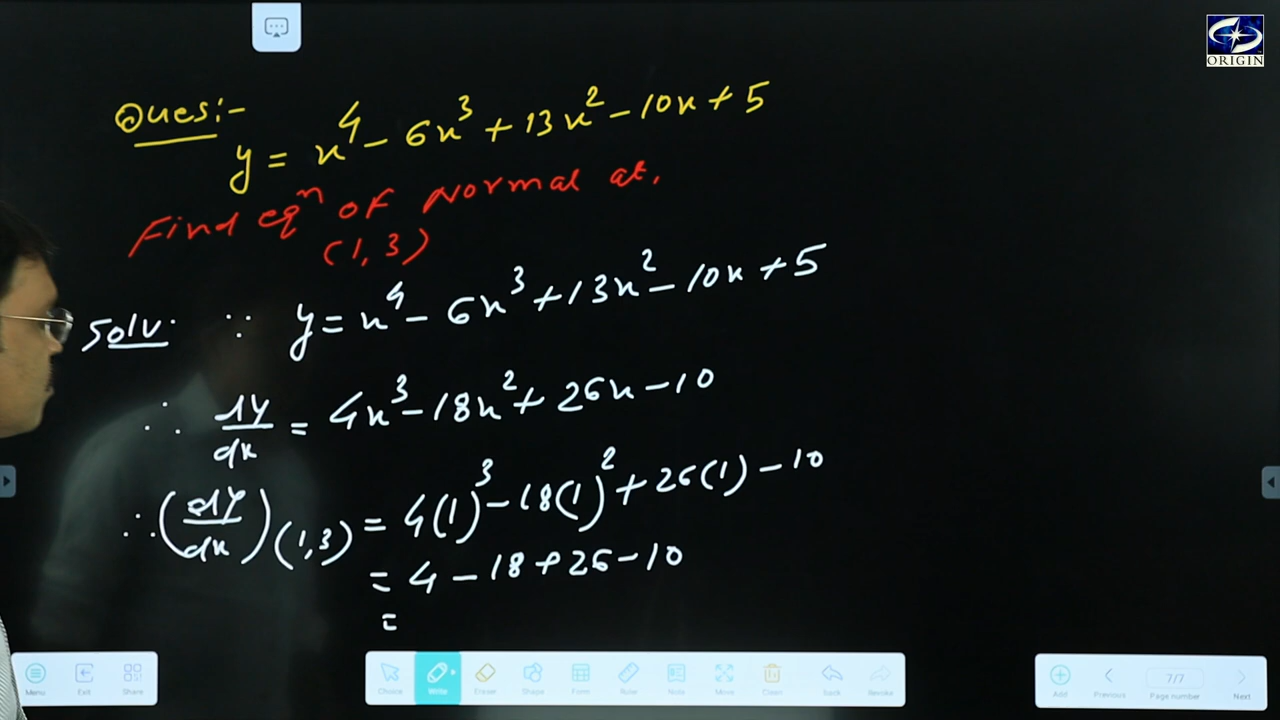 ORIGIN
Ques:-
y = x⁴ - 6x³ + 13x² - 10x + 5
Find eqⁿ of Normal at.
(1, 3)
Solv: ∵ y = x⁴ - 6x³ + 13x² - 10x + 5
∴ dy/dx = 4x³ - 18x² + 26x - 10
∴ (dy/dx)(1,3) = 4(1)³ - 18(1)² + 26(1) - 10
= 4 - 18 + 26 - 10
=
Menu Exit Share Choice Write Eraser Shape Form Ruler Note Move Clean back Revoke Add Previous 7/7 Page number Next